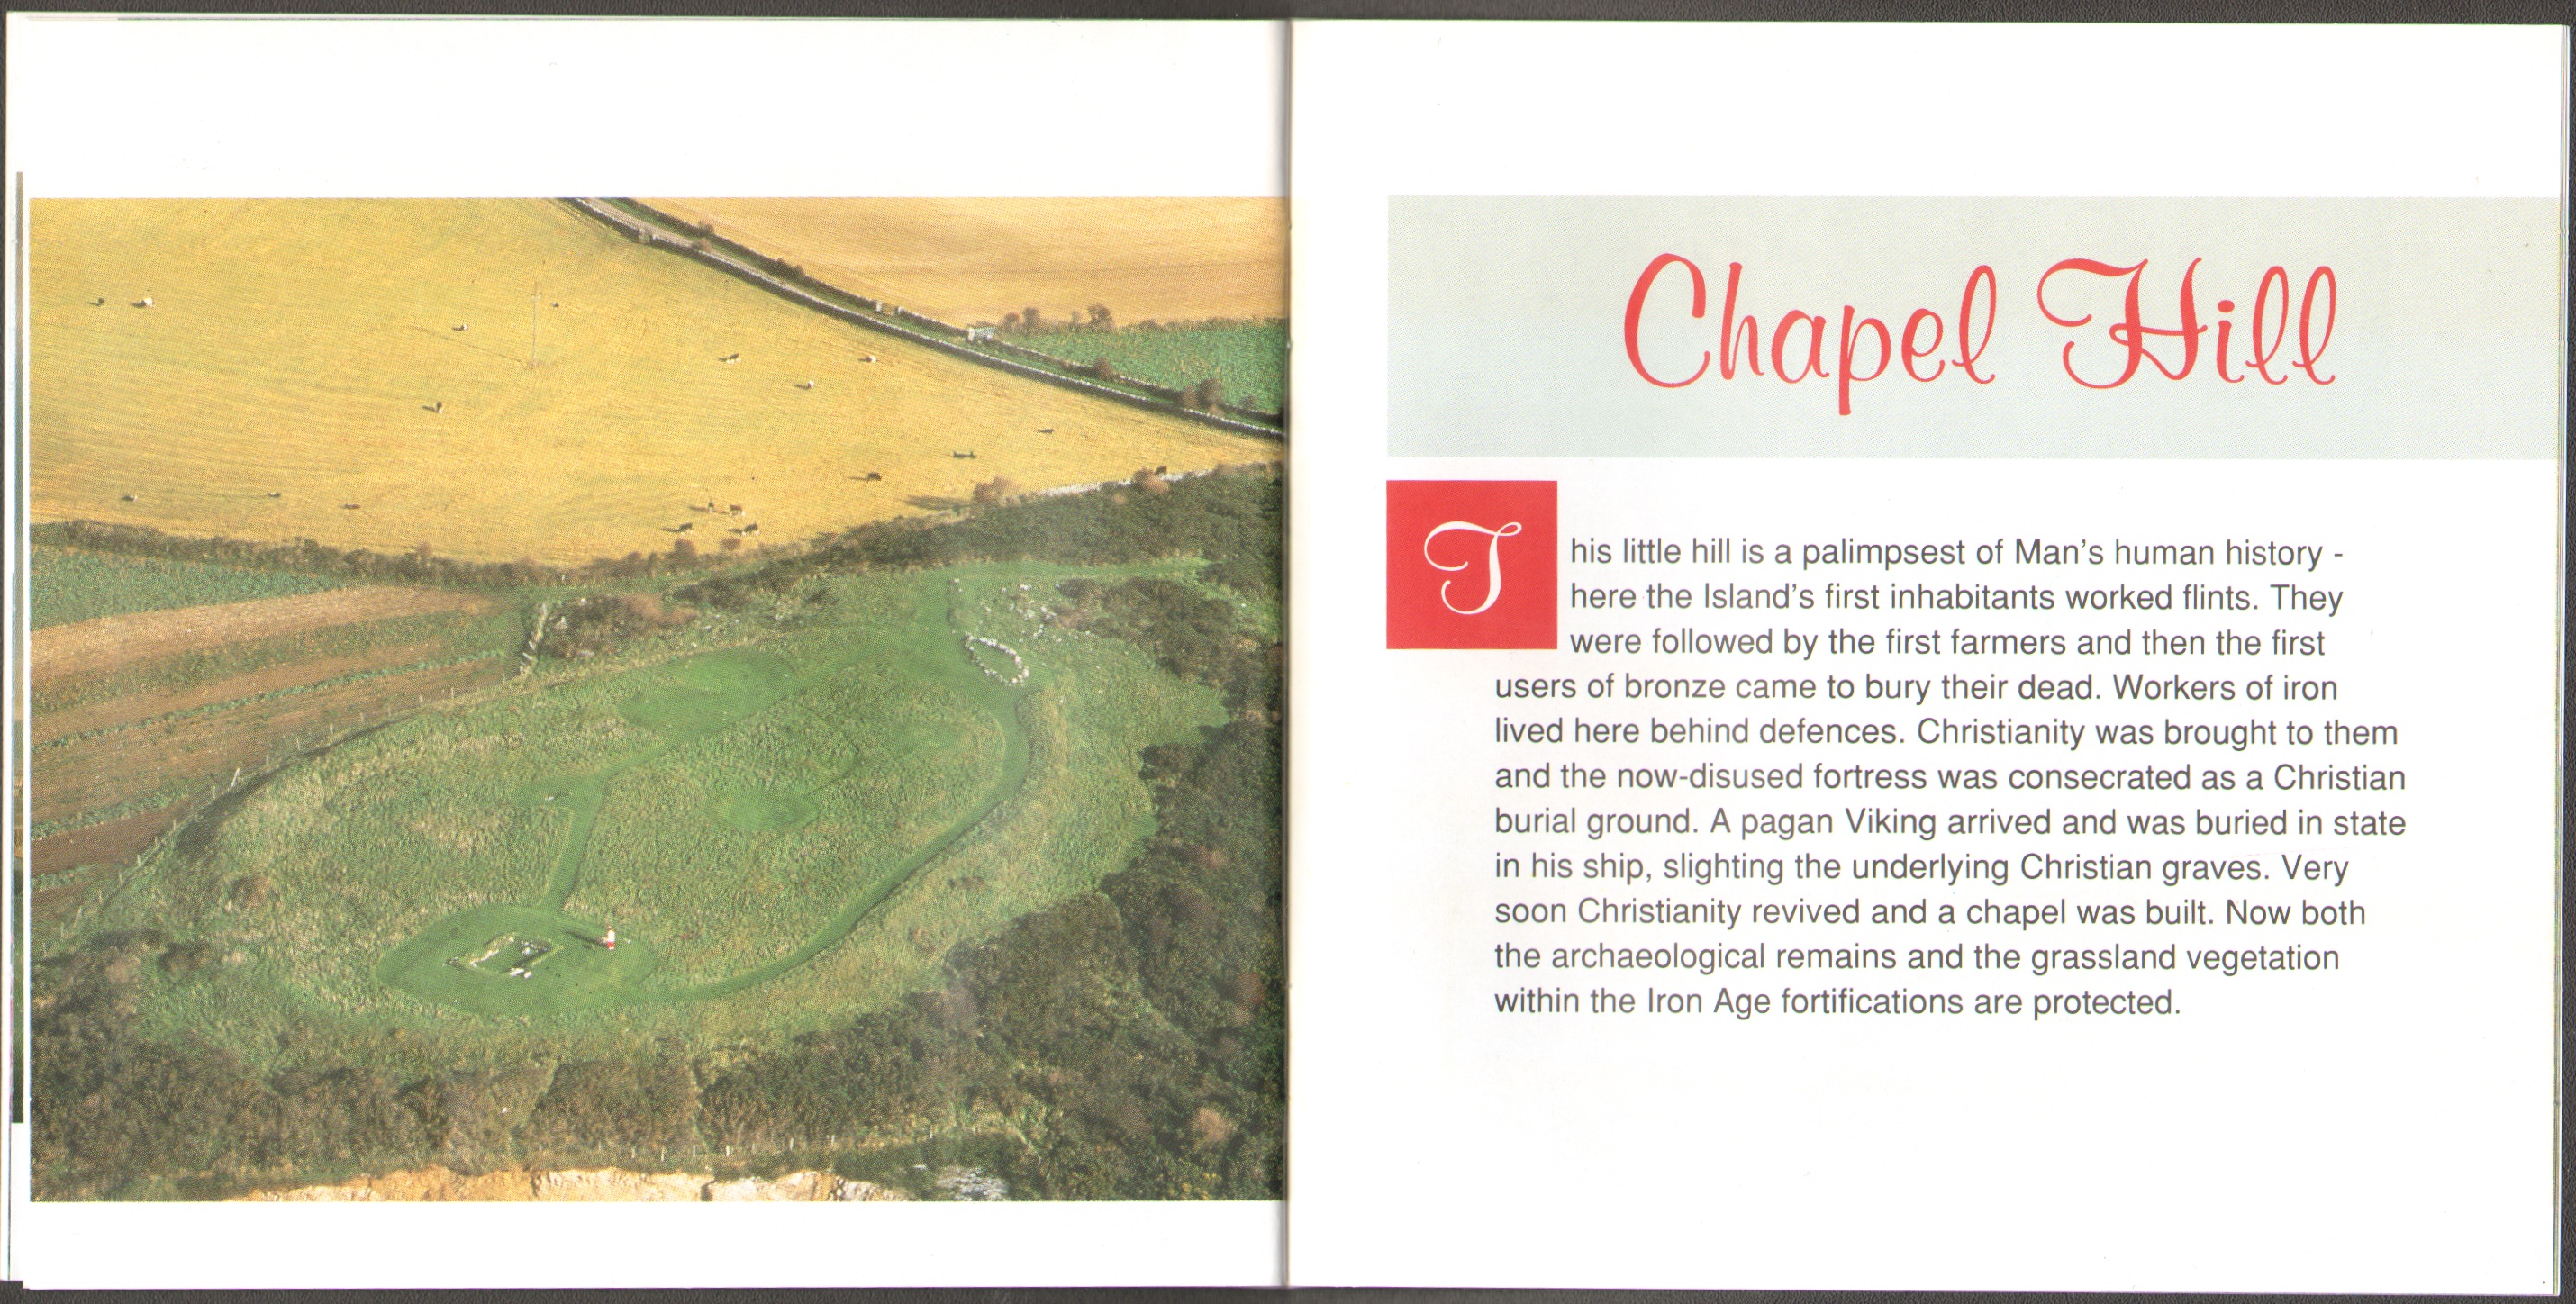 Chapel Hill
This little hill is a palimpsest of Man's human history -
here the Island's first inhabitants worked flints. They
were followed by the first farmers and then the first
users of bronze came to bury their dead. Workers of iron
lived here behind defences. Christianity was brought to them
and the now-disused fortress was consecrated as a Christian
burial ground. A pagan Viking arrived and was buried in state
in his ship, slighting the underlying Christian graves. Very
soon Christianity revived and a chapel was built. Now both
the archaeological remains and the grassland vegetation
within the Iron Age fortifications are protected.